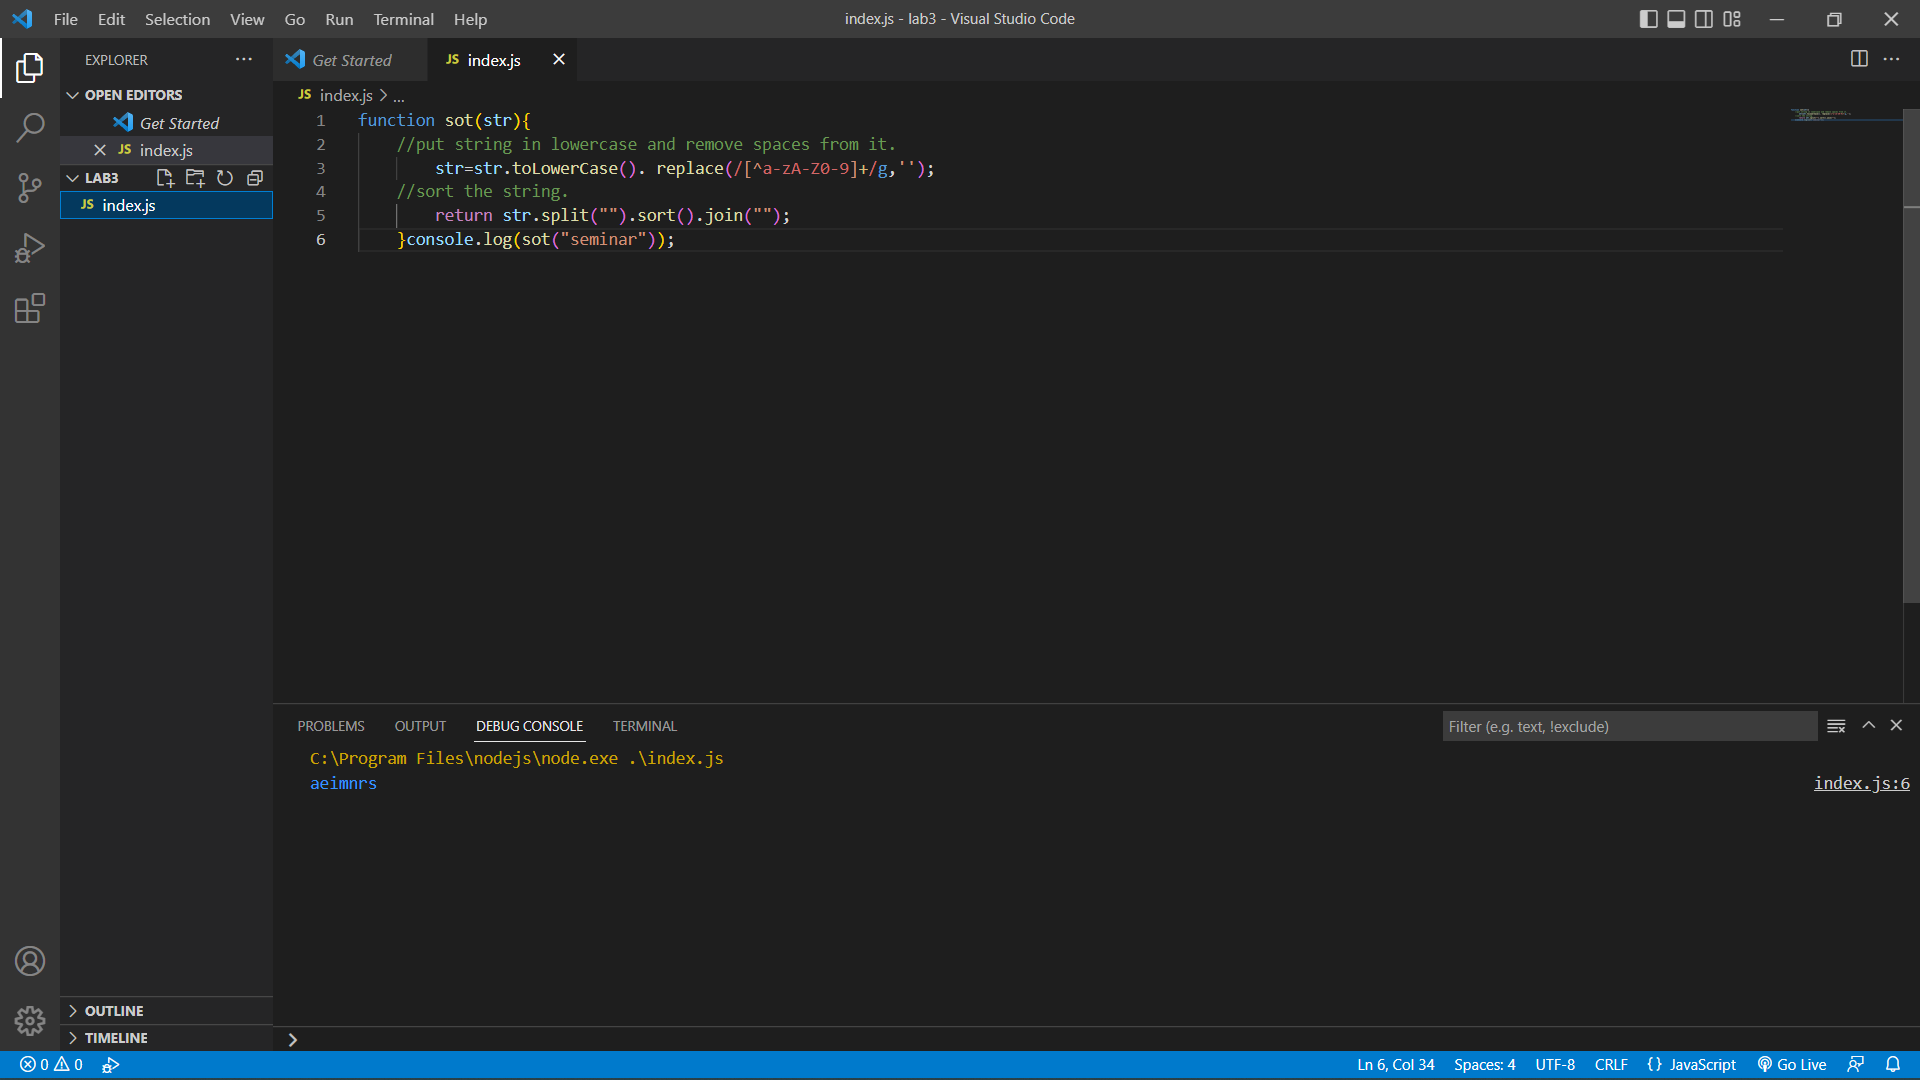 File Edit Selection View Go Run Terminal Help
index.js - lab3 - Visual Studio Code
EXPLORER
OPEN EDITORS
Get Started
JS index.js
LAB3
JS index.js
OUTLINE
TIMELINE
Get Started
JS index.js
JS index.js > ...
1 function sot(str){
2 //put string in lowercase and remove spaces from it.
3 str=str.toLowerCase(). replace(/[^a-zA-Z0-9]+/g,'');
4 //sort the string.
5 return str.split("").sort().join("");
6 }console.log(sot("seminar"));
PROBLEMS OUTPUT DEBUG CONSOLE TERMINAL
Filter (e.g. text, !exclude)
C:\Program Files\nodejs\node.exe .\index.js
aeimnrs index.js:6
0 0 Ln 6, Col 34 Spaces: 4 UTF-8 CRLF {} JavaScript Go Live